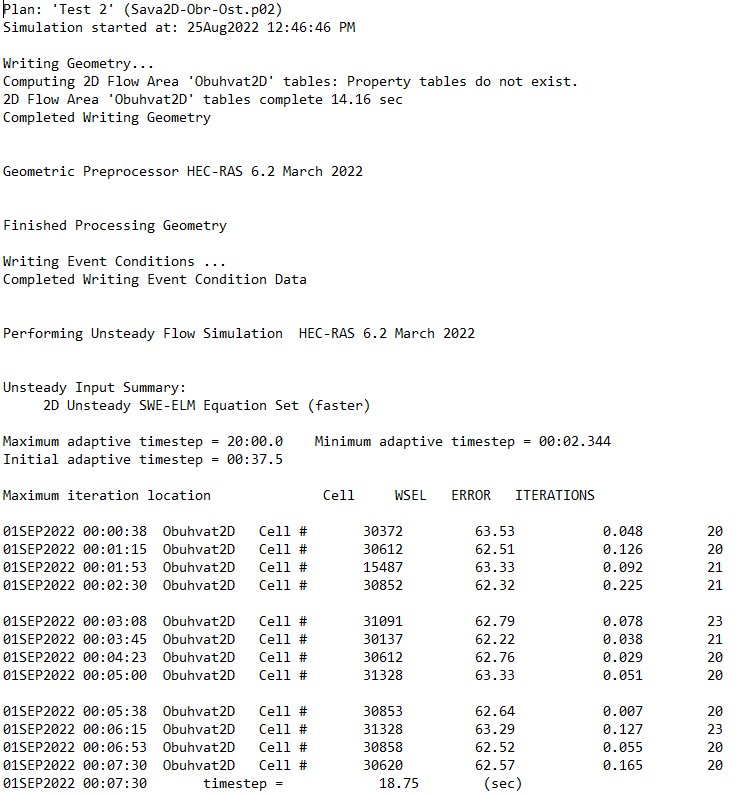 Plan: 'Test 2' (Sava2D-Obr-Ost.p02)
Simulation started at: 25Aug2022 12:46:46 PM
Writing Geometry...
Computing 2D Flow Area 'Obuhvat2D' tables: Property tables do not exist.
2D Flow Area 'Obuhvat2D' tables complete 14.16 sec
Completed Writing Geometry
Geometric Preprocessor HEC-RAS 6.2 March 2022
Finished Processing Geometry
Writing Event Conditions ...
Completed Writing Event Condition Data
Performing Unsteady Flow Simulation  HEC-RAS 6.2 March 2022
Unsteady Input Summary:
     2D Unsteady SWE-ELM Equation Set (faster)
Maximum adaptive timestep = 20:00.0    Minimum adaptive timestep = 00:02.344
Initial adaptive timestep = 00:37.5
Maximum iteration location              Cell     WSEL   ERROR   ITERATIONS
01SEP2022 00:00:38  Obuhvat2D   Cell #       30372         63.53           0.048        20
01SEP2022 00:01:15  Obuhvat2D   Cell #       30612         62.51           0.126        20
01SEP2022 00:01:53  Obuhvat2D   Cell #       15487         63.33           0.092        21
01SEP2022 00:02:30  Obuhvat2D   Cell #       30852         62.32           0.225        21
01SEP2022 00:03:08  Obuhvat2D   Cell #       31091         62.79           0.078        23
01SEP2022 00:03:45  Obuhvat2D   Cell #       30137         62.22           0.038        21
01SEP2022 00:04:23  Obuhvat2D   Cell #       30612         62.76           0.029        20
01SEP2022 00:05:00  Obuhvat2D   Cell #       31328         63.33           0.051        20
01SEP2022 00:05:38  Obuhvat2D   Cell #       30853         62.64           0.007        20
01SEP2022 00:06:15  Obuhvat2D   Cell #       31328         63.29           0.127        23
01SEP2022 00:06:53  Obuhvat2D   Cell #       30858         62.52           0.055        20
01SEP2022 00:07:30  Obuhvat2D   Cell #       30620         62.57           0.165        20
01SEP2022 00:07:30       timestep =            18.75        (sec)